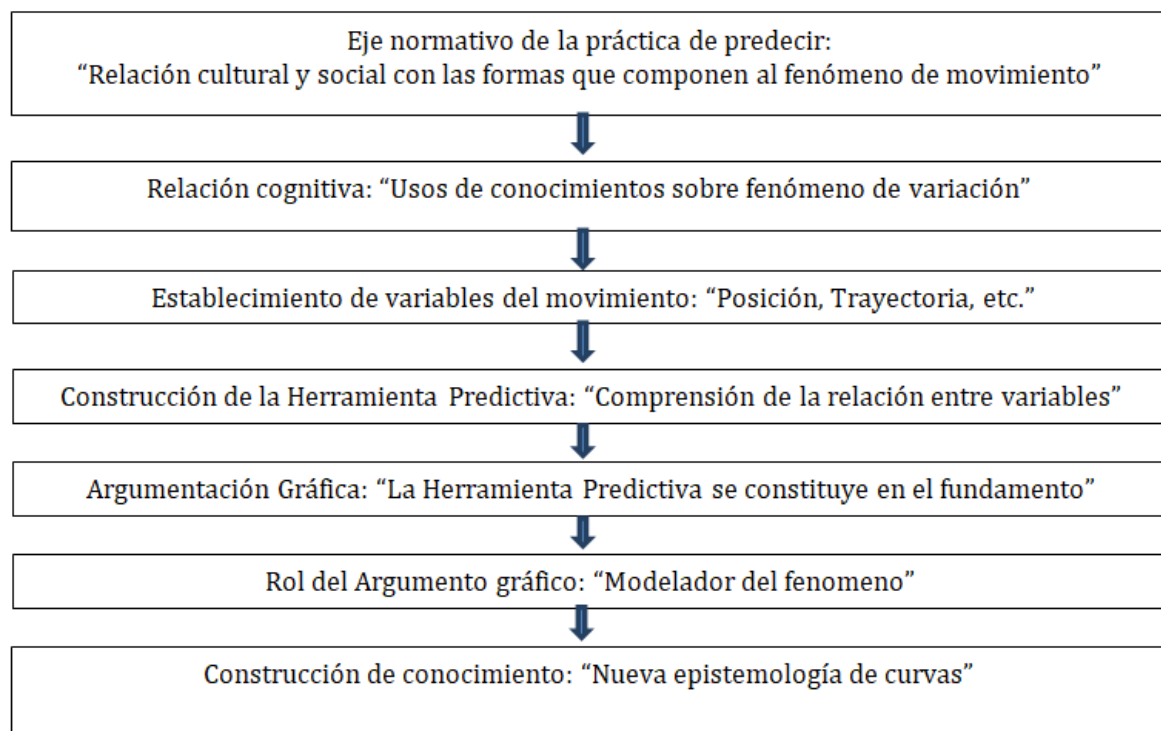 Eje normativo de la práctica de predecir:
“Relación cultural y social con las formas que componen al fenómeno de movimiento”
Relación cognitiva: “Usos de conocimientos sobre fenómeno de variación”
Establecimiento de variables del movimiento: “Posición, Trayectoria, etc.”
Construcción de la Herramienta Predictiva: “Comprensión de la relación entre variables”
Argumentación Gráfica: “La Herramienta Predictiva se constituye en el fundamento”
Rol del Argumento gráfico: “Modelador del fenomeno”
Construcción de conocimiento: “Nueva epistemología de curvas”